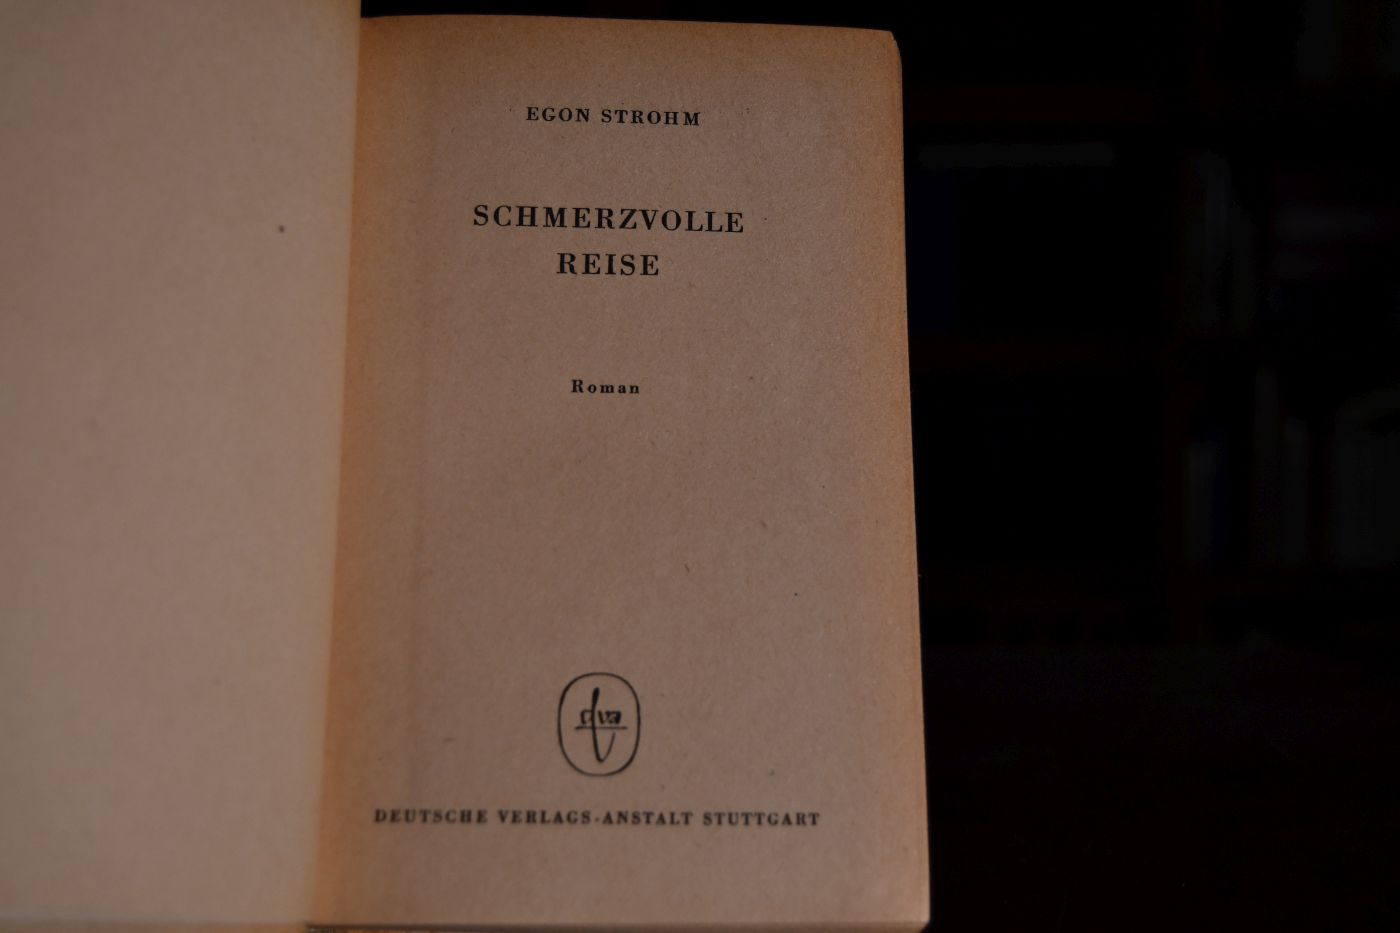 EGON STROHM
SCHMERZVOLLE
REISE
Roman
dva
DEUTSCHE VERLAGS-ANSTALT STUTTGART